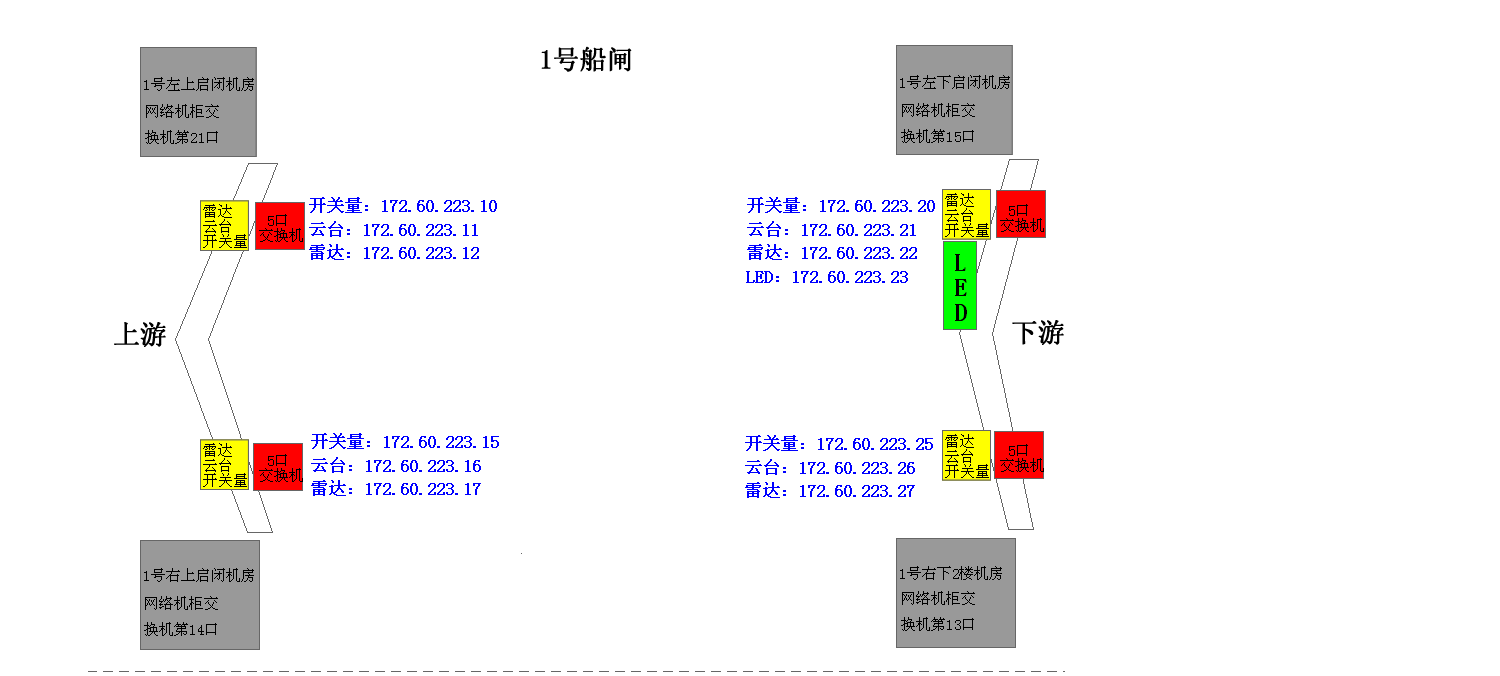 1号船闸
1号左上启闭机房
网络机柜交
换机第21口
1号左下启闭机房
网络机柜交
换机第15口
雷达
云台
开关量
5口
交换机
开关量：172.60.223.10
云台：172.60.223.11
雷达：172.60.223.12
开关量：172.60.223.20
云台：172.60.223.21
雷达：172.60.223.22
LED：172.60.223.23
雷达
云台
开关量
5口
交换机
LED
上游
下游
雷达
云台
开关量
5口
交换机
开关量：172.60.223.15
云台：172.60.223.16
雷达：172.60.223.17
开关量：172.60.223.25
云台：172.60.223.26
雷达：172.60.223.27
雷达
云台
开关量
5口
交换机
1号右上启闭机房
网络机柜交
换机第14口
1号右下2楼机房
网络机柜交
换机第13口